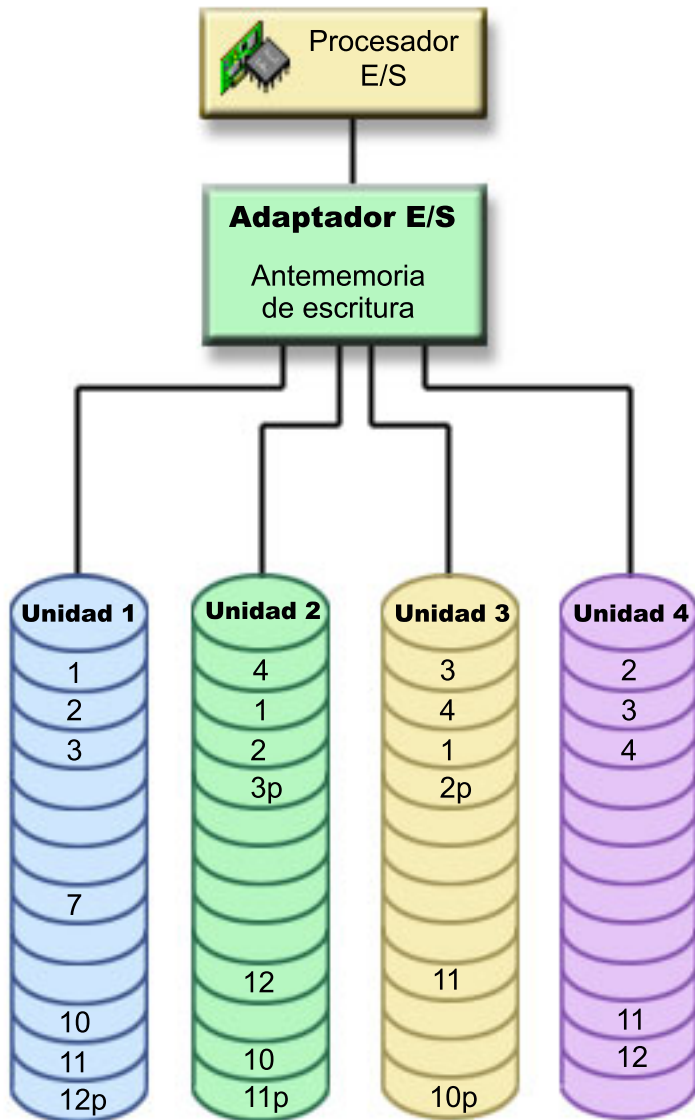 Procesador
E/S
Adaptador E/S
Antememoria
de escritura
Unidad 1
Unidad 2
Unidad 3
Unidad 4
1
4
3
2
2
1
4
3
3
2
1
4
3p
2p
7
12
11
10
11
11
10
12
12p
11p
10p